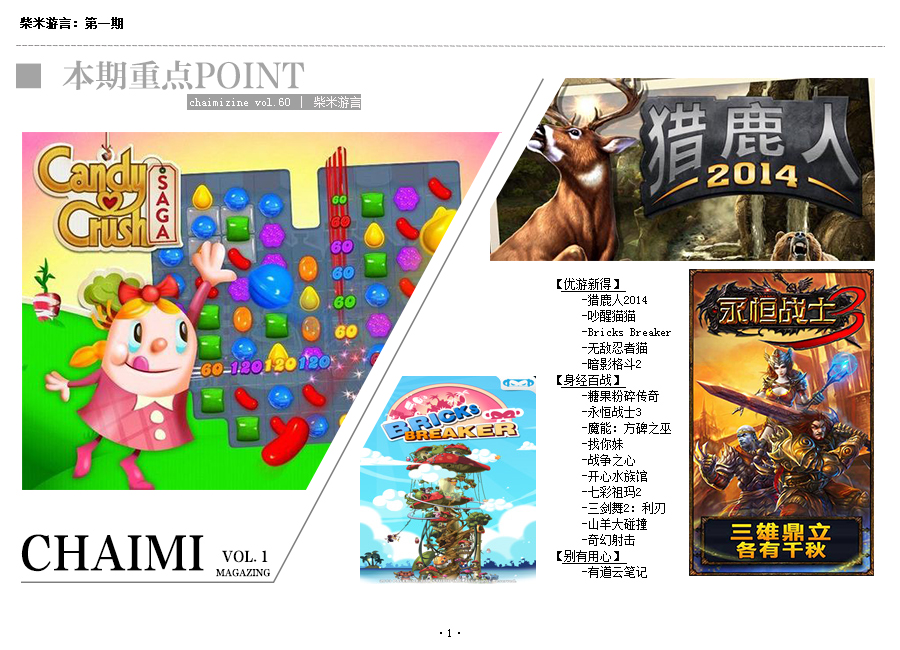 柴米游言：第一期
本期重点POINT
chaimizine vol.60 | 柴米游言
Candy
Crush
SAGA
60
60
60
60
60
60
60 120 120 120
猎鹿人
2014
BRICKS
BREAKER
【优游新得】
-猎鹿人2014
-吵醒猫猫
-Bricks Breaker
-无敌忍者猫
-暗影格斗2
【身经百战】
-糖果粉碎传奇
-永恒战士3
-魔能：方碑之巫
-找你妹
-战争之心
-开心水族馆
-七彩祖玛2
-三剑舞2：利刃
-山羊大碰撞
-奇幻射击
【别有用心】
-有道云笔记
永恒战士3
三雄鼎立
各有千秋
CHAIMI
VOL. 1
MAGAZING
·1·